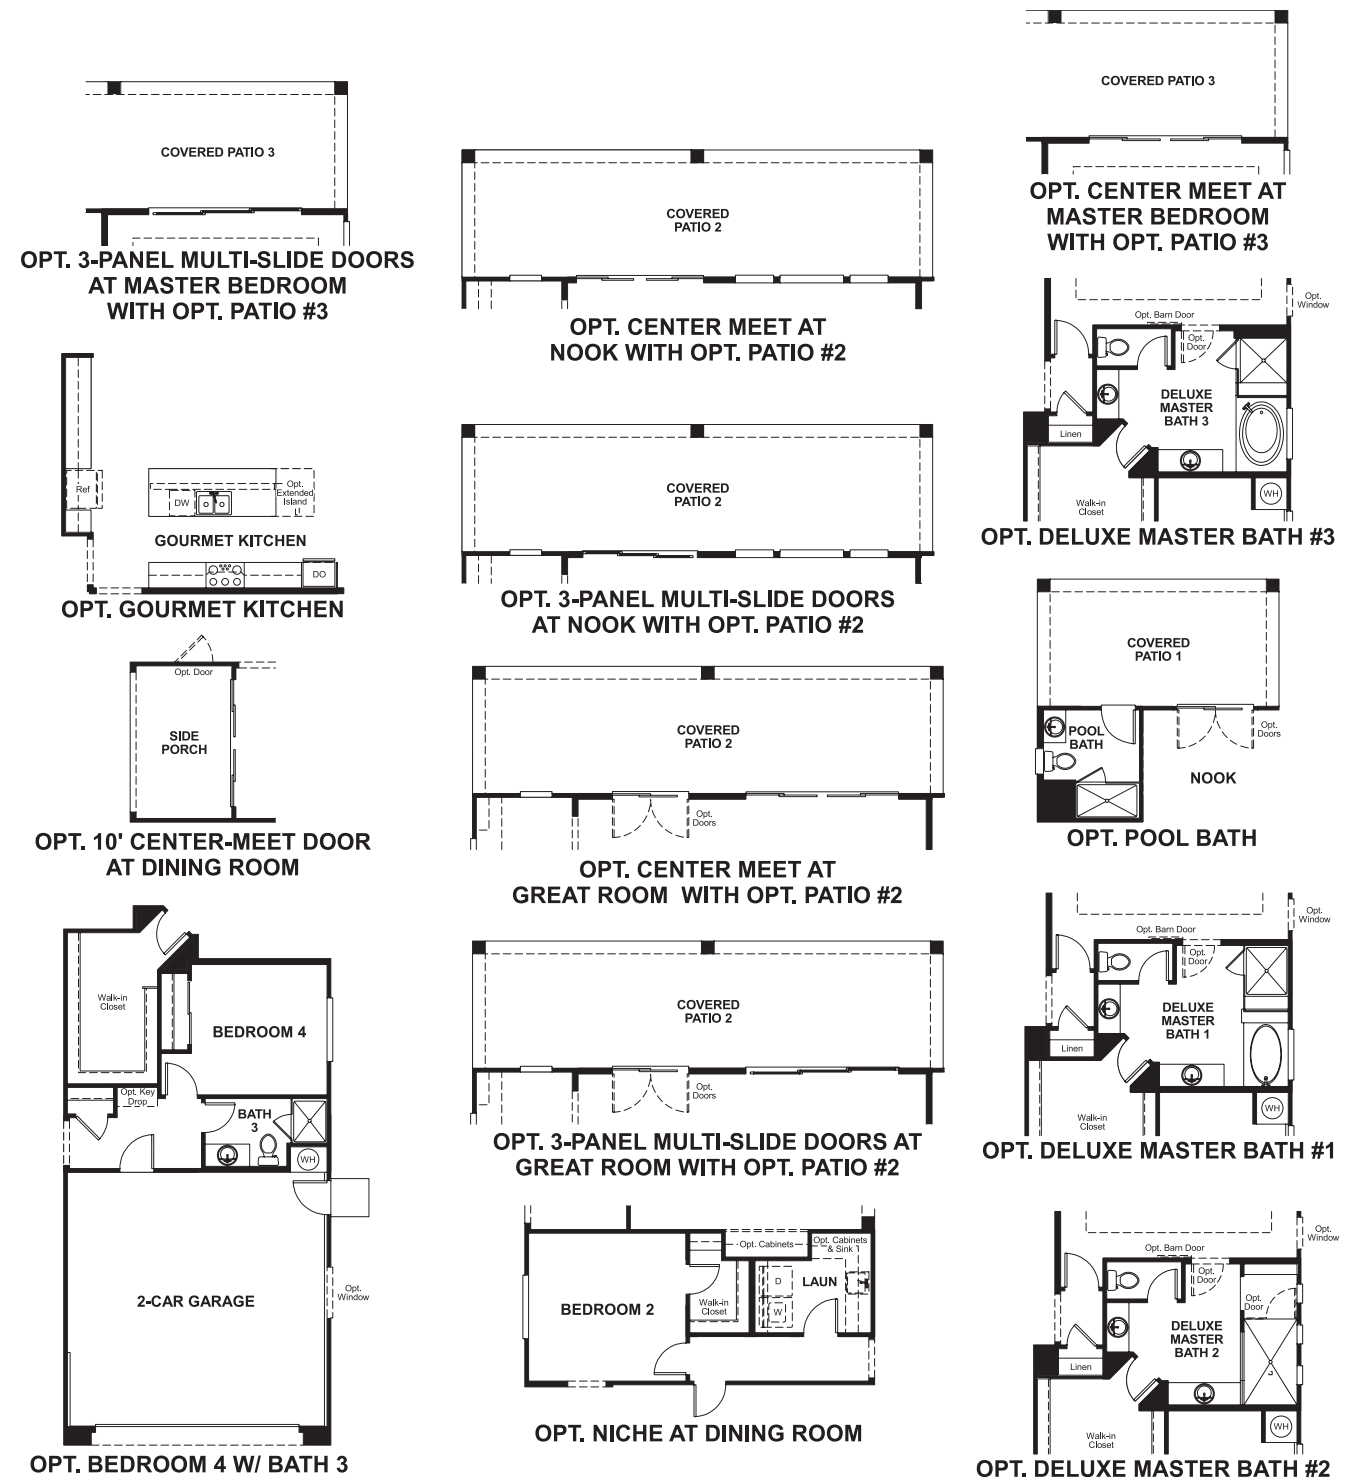 COVERED PATIO 3
OPT. 3-PANEL MULTI-SLIDE DOORS
AT MASTER BEDROOM
WITH OPT. PATIO #3
Ref
DW
Opt.
Extended
Island
GOURMET KITCHEN
DO
OPT. GOURMET KITCHEN
Opt. Door
SIDE
PORCH
OPT. 10' CENTER-MEET DOOR
AT DINING ROOM
Walk-in
Closet
BEDROOM 4
Opt. Key
Drop
BATH
3
WH
2-CAR GARAGE
Opt.
Window
OPT. BEDROOM 4 W/ BATH 3
COVERED
PATIO 2
OPT. CENTER MEET AT
NOOK WITH OPT. PATIO #2
COVERED
PATIO 2
OPT. 3-PANEL MULTI-SLIDE DOORS
AT NOOK WITH OPT. PATIO #2
COVERED
PATIO 2
Opt.
Doors
OPT. CENTER MEET AT
GREAT ROOM WITH OPT. PATIO #2
COVERED
PATIO 2
Opt.
Doors
OPT. 3-PANEL MULTI-SLIDE DOORS AT
GREAT ROOM WITH OPT. PATIO #2
Opt. Cabinets
Opt. Cabinets
& Sink
D
LAUN
BEDROOM 2
Walk-in
Closet
W
OPT. NICHE AT DINING ROOM
COVERED PATIO 3
OPT. CENTER MEET AT
MASTER BEDROOM
WITH OPT. PATIO #3
Opt.
Window
Opt. Barn Door
Opt.
Door
DELUXE
MASTER
BATH 3
Linen
Walk-in
Closet
WH
OPT. DELUXE MASTER BATH #3
COVERED
PATIO 1
POOL
BATH
Opt.
Doors
NOOK
OPT. POOL BATH
Opt.
Window
Opt. Barn Door
Opt.
Door
DELUXE
MASTER
BATH 1
Linen
Walk-in
Closet
WH
OPT. DELUXE MASTER BATH #1
Opt.
Window
Opt. Barn Door
Opt.
Door
Opt.
Door
DELUXE
MASTER
BATH 2
Linen
Walk-in
Closet
WH
OPT. DELUXE MASTER BATH #2